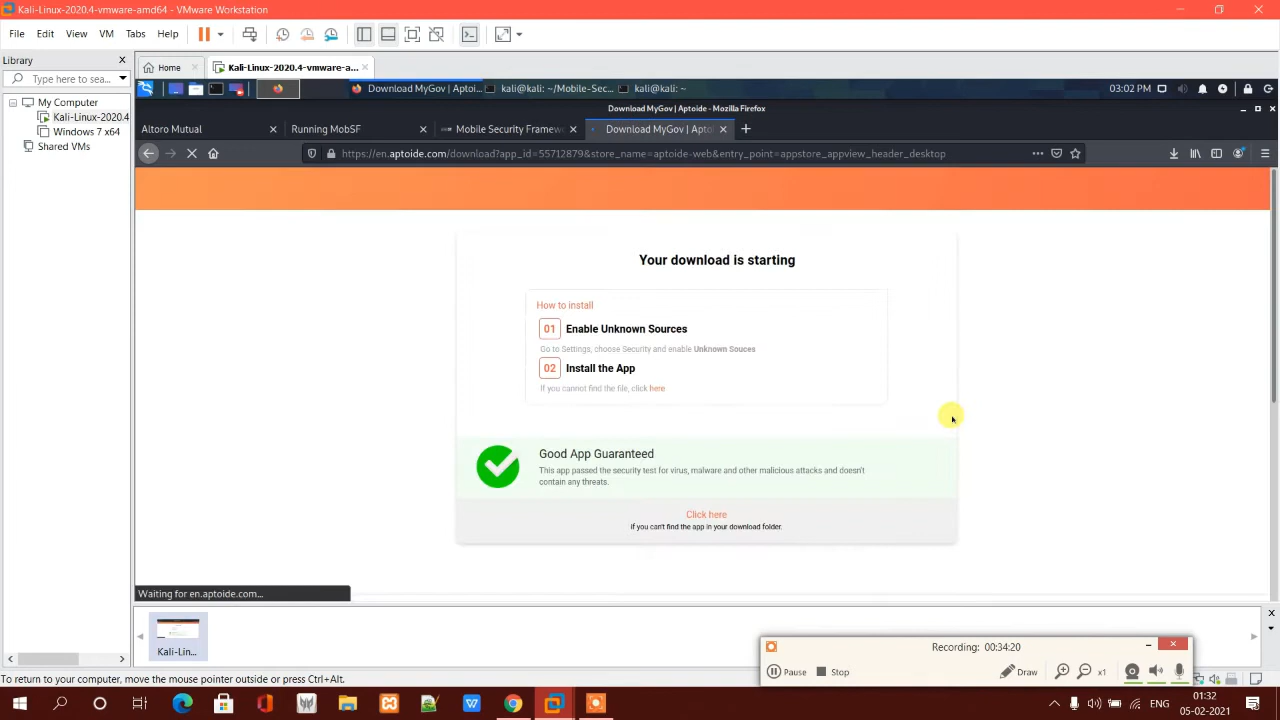 Kali-Linux-2020.4-vmware-amd64 - VMware Workstation
File Edit View VM Tabs Help
Library
Home
Kali-Linux-2020.4-vmware-a...
Type here to sea...
My Computer
Kali-Linux-2020.4
Windows 7 x64
Shared VMs
Download MyGov | Aptoi...
kali@kali: ~/Mobile-Sec...
kali@kali: ~
03:02 PM
Download MyGov | Aptoide - Mozilla Firefox
Altoro Mutual
Running MobSF
Mobile Security Framew
Download MyGov | Apto
https://en.aptoide.com/download?app_id=55712879&store_name=aptoide-web&entry_point=appstore_appview_header_desktop
Your download is starting
How to install
01 Enable Unknown Sources
Go to Settings, choose Security and enable Unknown Souces
02 Install the App
If you cannot find the file, click here
Good App Guaranteed
This app passed the security test for virus, malware and other malicious attacks and doesn't
contain any threats.
Click here
if you can't find the app in your download folder.
Waiting for en.aptoide.com...
Kali-Lin...
Recording: 00:34:20
Pause Stop Draw x1
To return to your computer, move the mouse pointer outside or press Ctrl+Alt.
ENG
01:32
05-02-2021